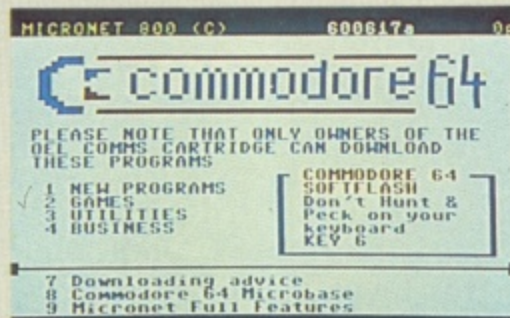 MICRONET 800 (C) 600617a 0p
commodore 64
PLEASE NOTE THAT ONLY OWNERS OF THE
OEL COMMS CARTRIDGE CAN DOWNLOAD
THESE PROGRAMS
1 NEW PROGRAMS
2 GAMES
3 UTILITIES
4 BUSINESS
COMMODORE 64
SOFTFLASH
Don't Hunt &
Peck on your
keyboard
KEY 6
7 Downloading advice
8 Commodore 64 Microbase
9 Micronet Full Features